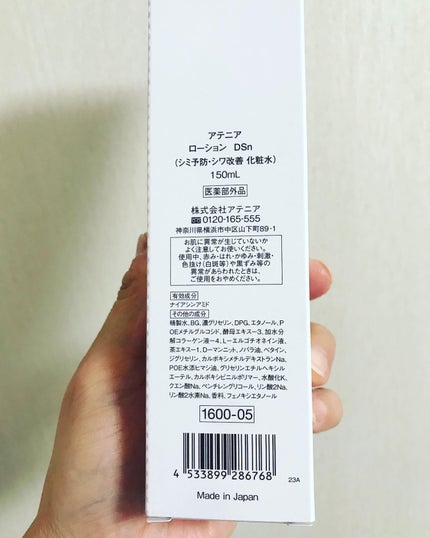 アテニア
ローション DSn
(シミ予防・シワ改善 化粧水)
150mL
医薬部外品
株式会社アテニア
0120-165-555
神奈川県横浜市中区山下町89-1
お肌に異常が生じていないか
よく注意してお使いください。
使用中、赤み・はれ・かゆみ・刺激・
色抜け(白斑等)や黒ずみ等の
異常があらわれたときは、
ご使用をおやめください。
有効成分
ナイアシンアミド
その他の成分
精製水、BG、濃グリセリン、DPG、エタノール、P
OEメチルグルコシド、酵母エキス-3、加水分
解コラーゲン液-4、L-エルゴチオネイン液、
茶エキス-1、D-マンニット、ノバラ油、ベタイン、
ジグリセリン、カルボキシメチルデキストランNa、
POE水添ヒマシ油、グリセリンエチルヘキシル
エーテル、カルボキシビニルポリマー、水酸化K、
クエン酸Na、ペンチレングリコール、リン酸2Na、
リン酸2水素Na、香料、フェノキシエタノール
1600-05
4 533899 286768
23A
Made in Japan